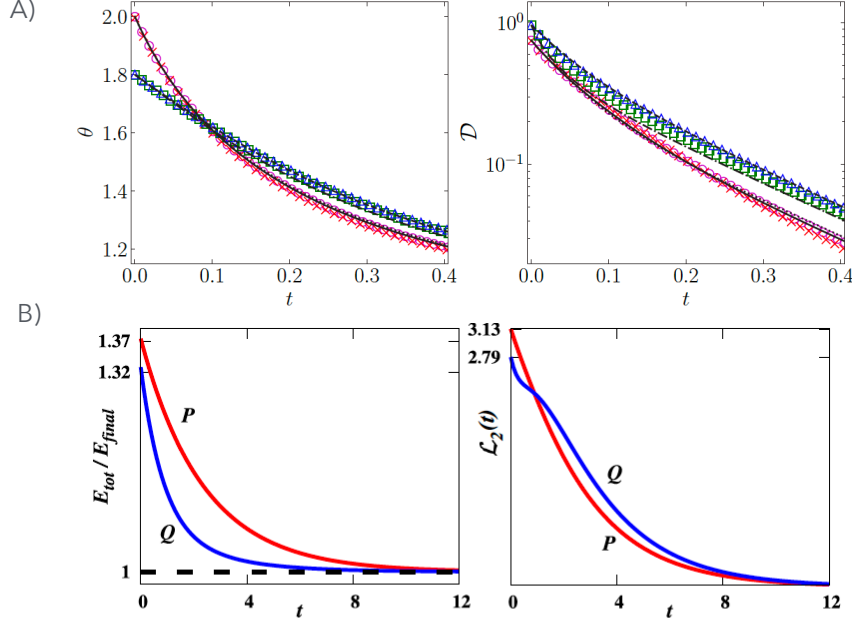 A)
2.0
1.8
1.6
1.4
1.2
θ
0.0 0.1 0.2 0.3 0.4
t
10⁰
10⁻¹
𝒟
0.0 0.1 0.2 0.3 0.4
t
B)
1.37
1.32
1
E_tot / E_final
P
Q
0 4 8 12
t
3.13
2.79
ℒ₂(t)
Q
P
0 4 8 12
t